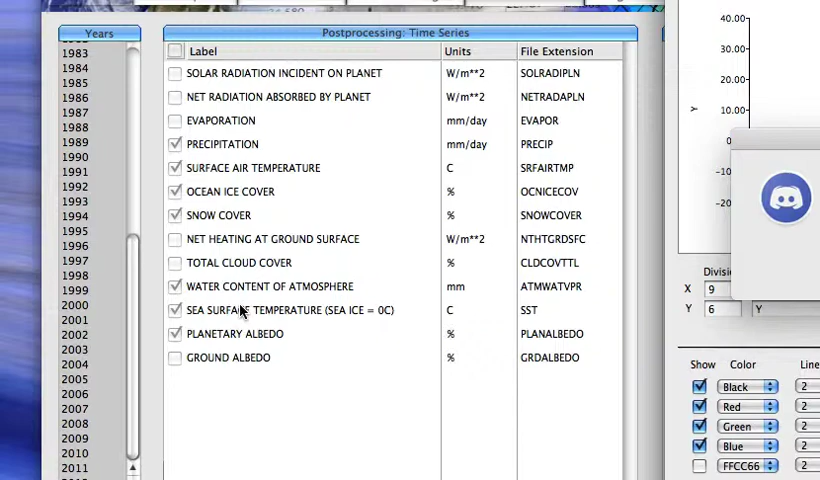 Years
1983
1984
1985
1986
1987
1988
1989
1990
1991
1992
1993
1994
1995
1996
1997
1998
1999
2000
2001
2002
2003
2004
2005
2006
2007
2008
2009
2010
2011
Postprocessing: Time Series
Label Units File Extension
SOLAR RADIATION INCIDENT ON PLANET W/m**2 SOLRADIPLN
NET RADIATION ABSORBED BY PLANET W/m**2 NETRADAPLN
EVAPORATION mm/day EVAPOR
PRECIPITATION mm/day PRECIP
SURFACE AIR TEMPERATURE C SRFAIRTMP
OCEAN ICE COVER % OCNICECOV
SNOW COVER % SNOWCOVER
NET HEATING AT GROUND SURFACE W/m**2 NTHTGRDSFC
TOTAL CLOUD COVER % CLDCOVTTL
WATER CONTENT OF ATMOSPHERE mm ATMWATVPR
SEA SURFACE TEMPERATURE (SEA ICE = 0C) C SST
PLANETARY ALBEDO % PLANALBEDO
GROUND ALBEDO % GRDALBEDO
40.00
20.00
Y 10.00
0
-10
-20
Divisi
X 9
Y 6 Y
Show Color Line
Black 2
Red 2
Green 2
Blue 2
FFCC66 2